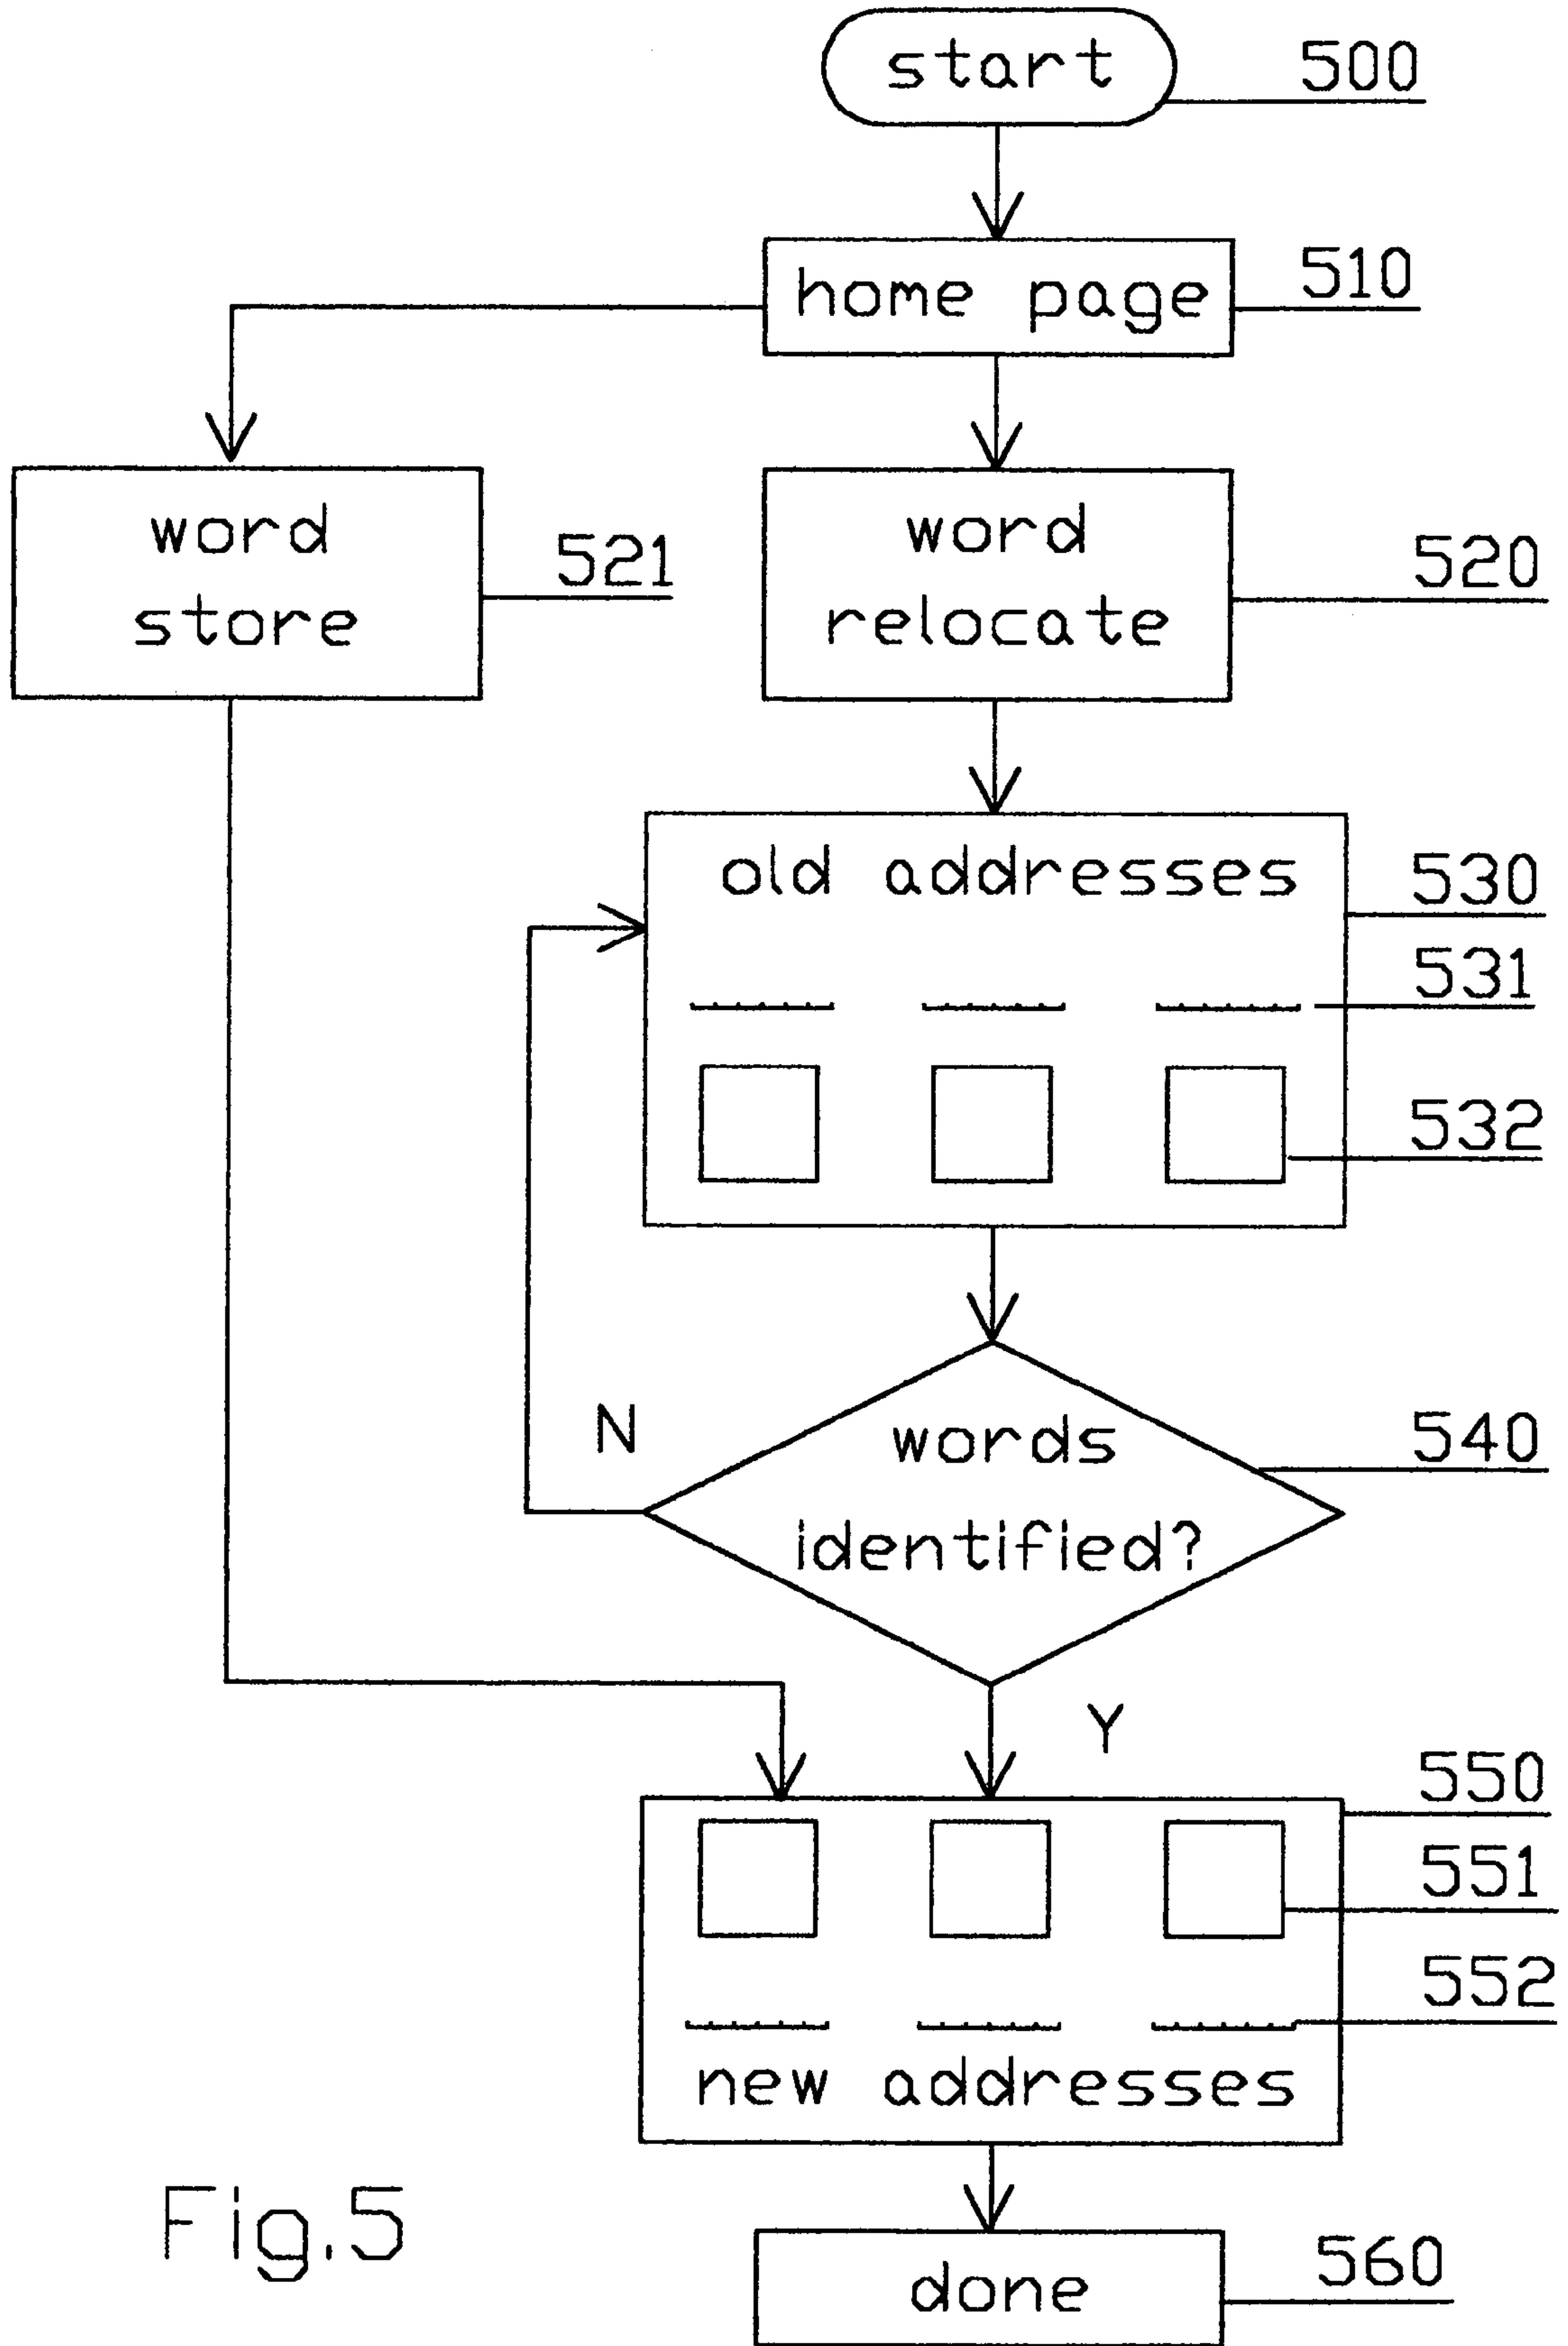 start
500
home page
510
word
store
521
word
relocate
520
old addresses
530
531
532
N
words
identified?
540
Y
550
551
552
new addresses
Fig.5
done
560